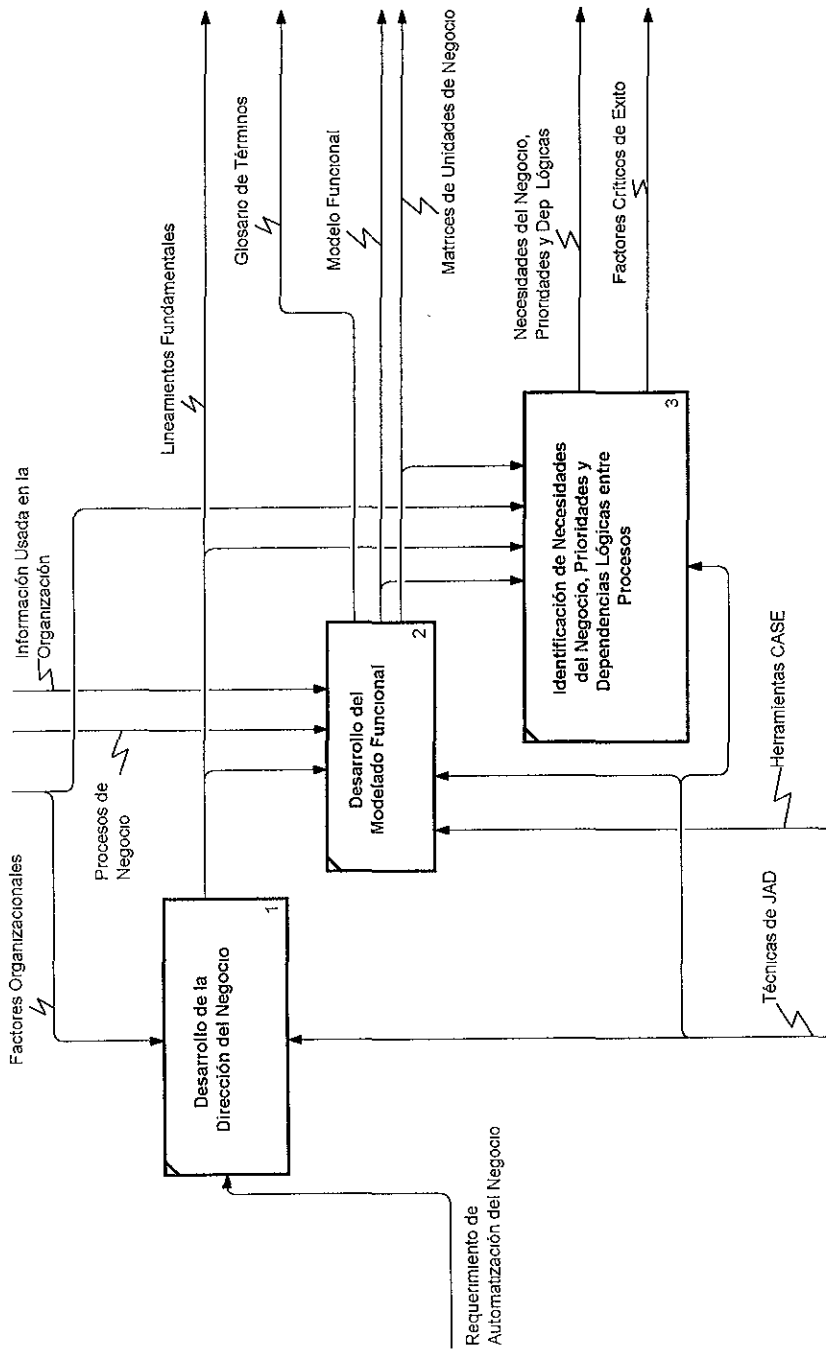 Factores Organizacionales
Procesos de
Negocio
Información Usada en la
Organización
Lineamientos Fundamentales
Glosario de Términos
Modelo Funcional
Matrices de Unidades de Negocio
Necesidades del Negocio,
Prioridades y Dep Lógicas
Factores Críticos de Exito
Desarrollo de la
Dirección del Negocio
1
Desarrollo del
Modelado Funcional
2
Identificación de Necesidades
del Negocio, Prioridades y
Dependencias Lógicas entre
Procesos
3
Requerimiento de
Automatización del Negocio
Técnicas de JAD
Herramientas CASE